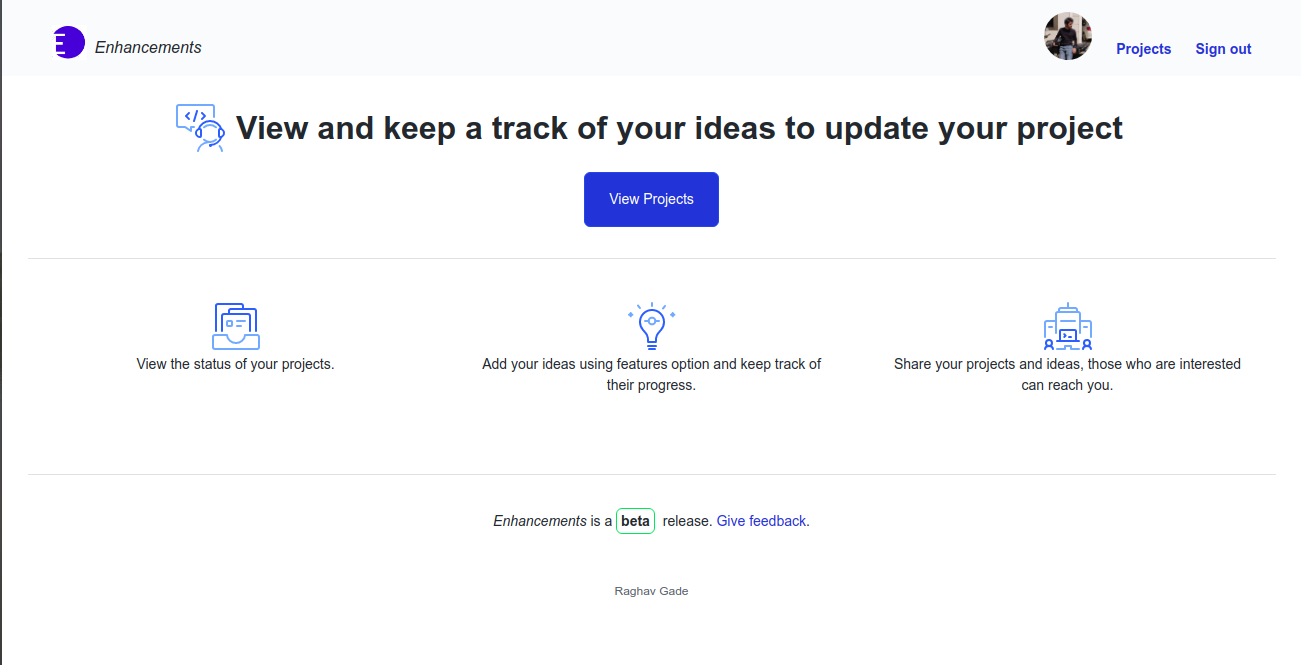 Enhancements
Projects
Sign out
</>
View and keep a track of your ideas to update your project
View Projects
View the status of your projects.
Add your ideas using features option and keep track of
their progress.
Share your projects and ideas, those who are interested
can reach you.
Enhancements is a beta release. Give feedback.
Raghav Gade